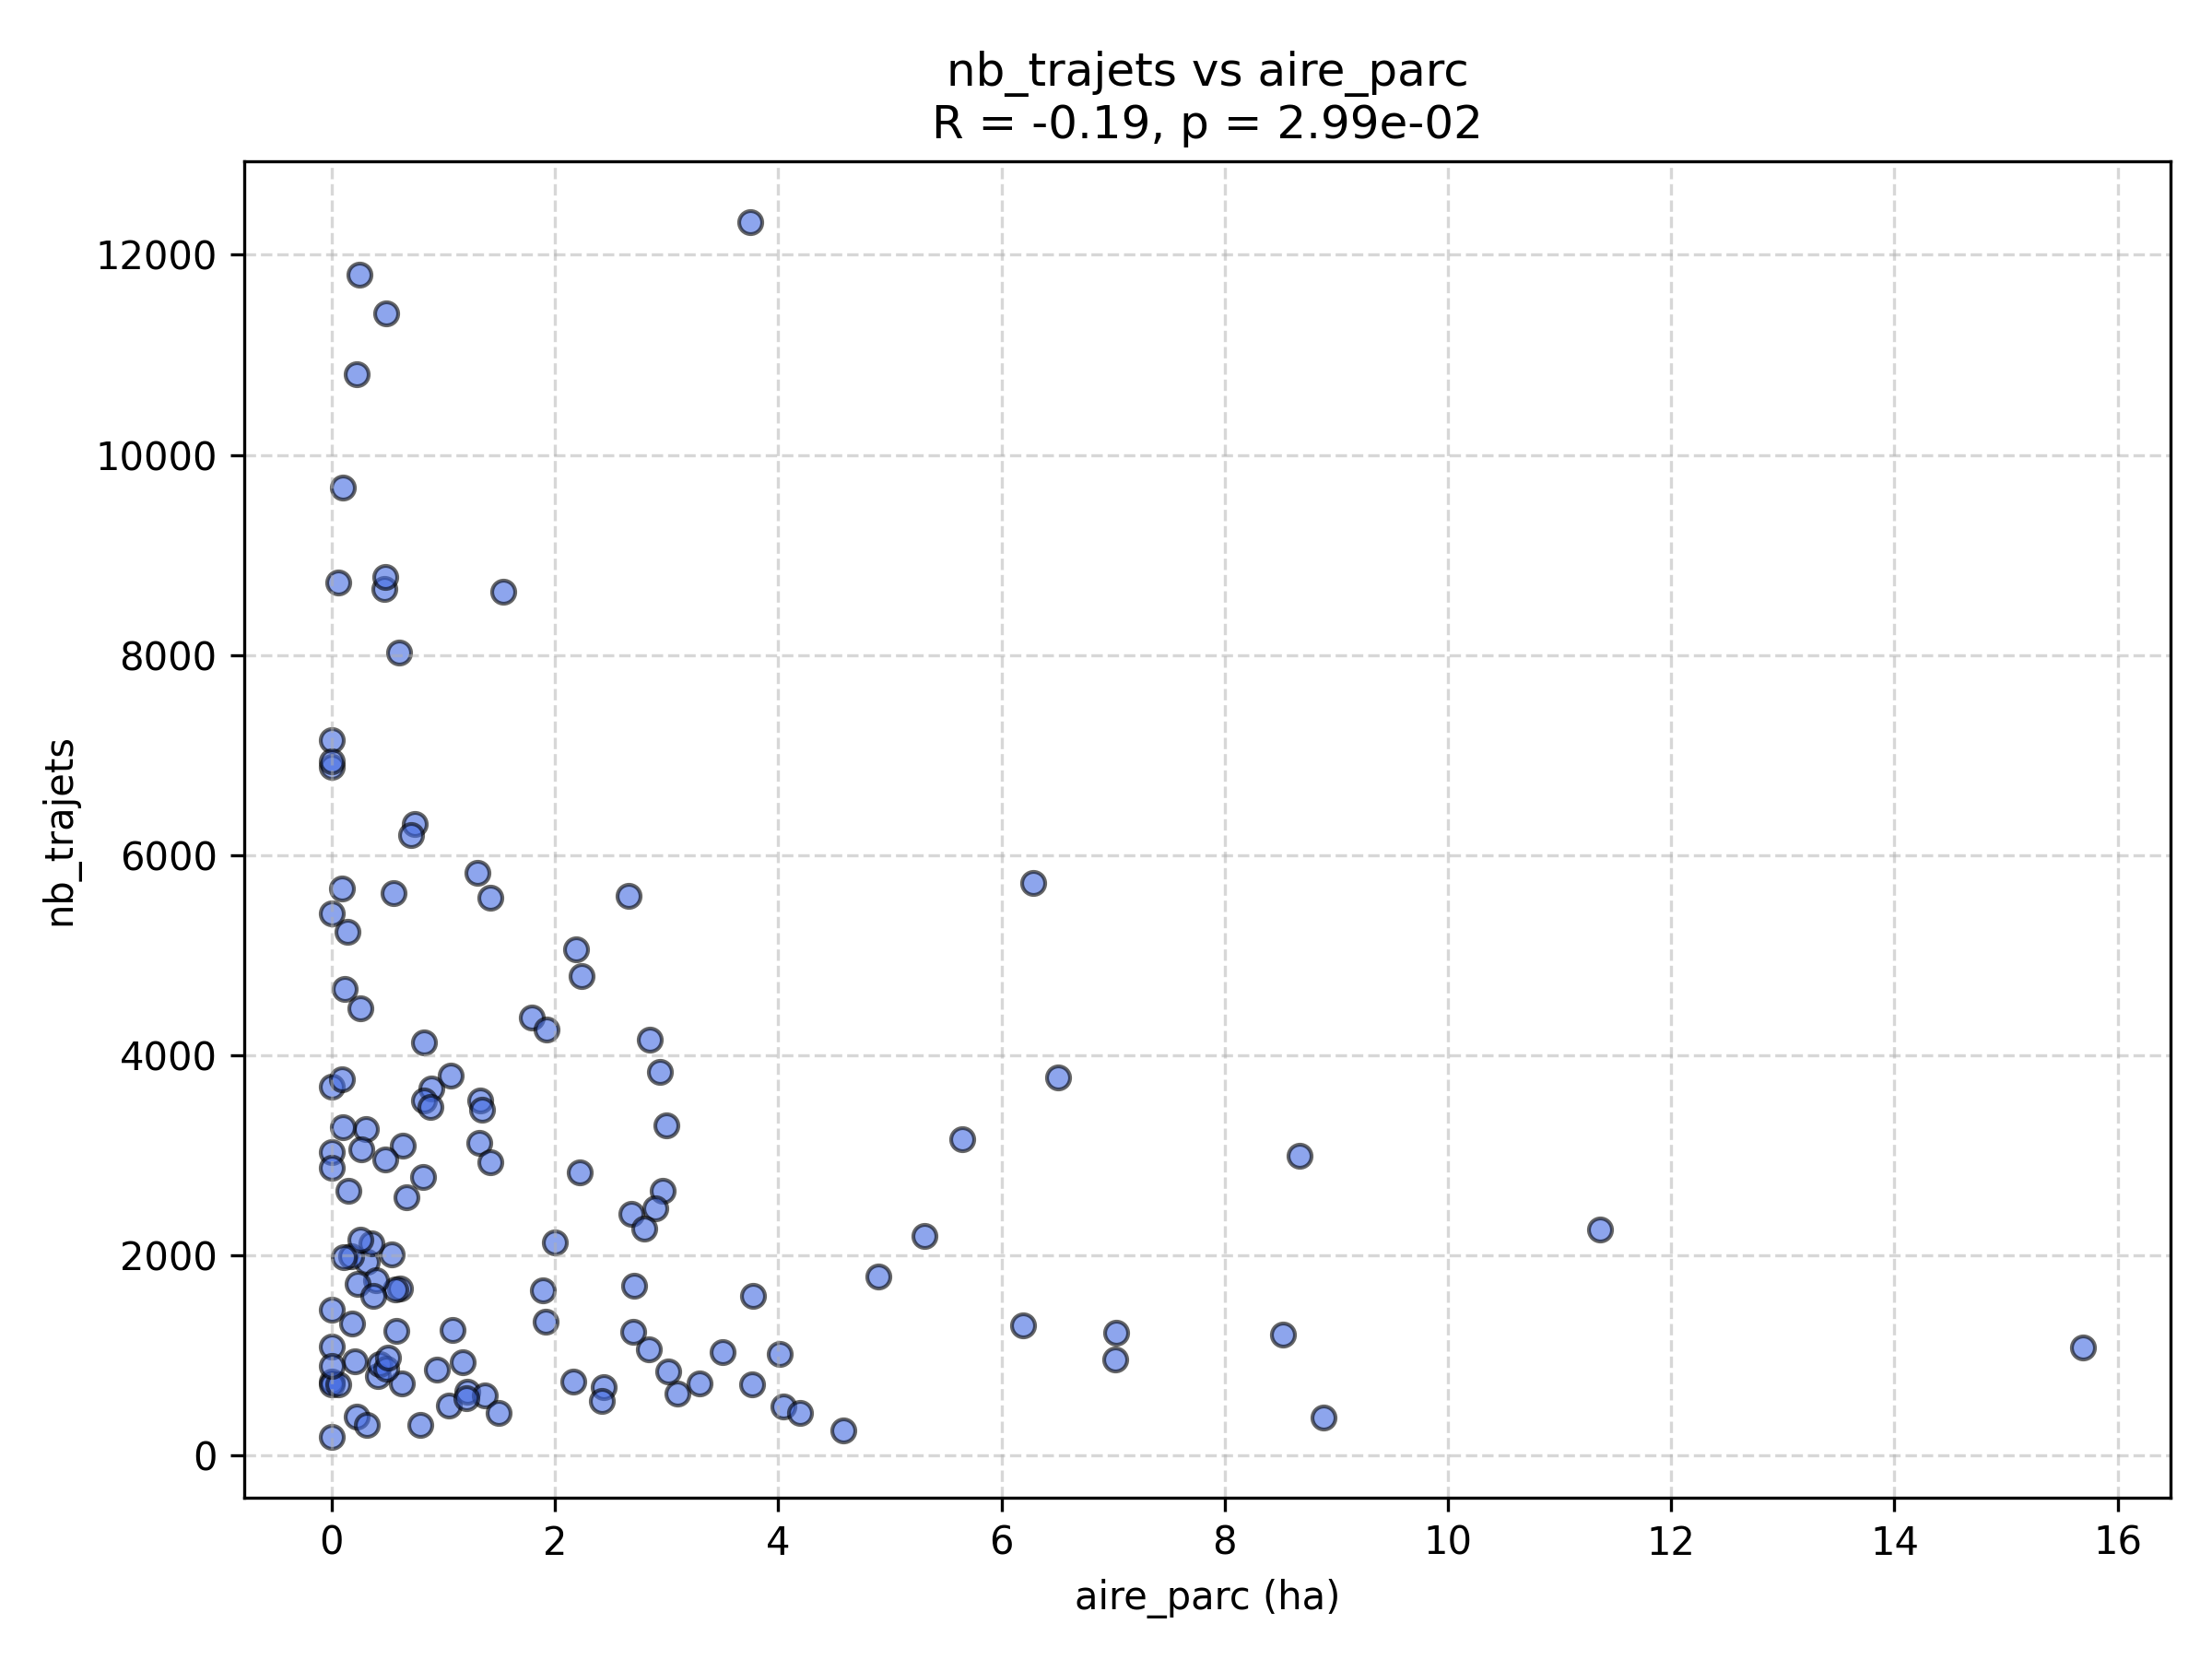 nb_trajets vs aire_parc
R = -0.19, p = 2.99e-02
12000
10000
8000
6000
4000
2000
0
nb_trajets
0 2 4 6 8 10 12 14 16
aire_parc (ha)